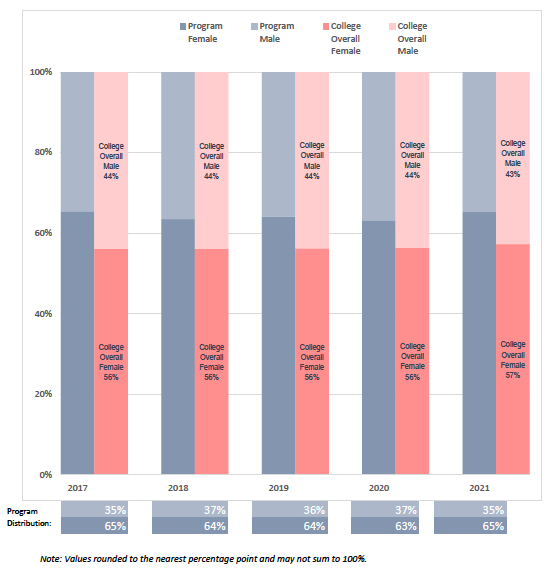 Program Female
Program Male
College Overall Female
College Overall Male
100%
80%
60%
40%
20%
0%
College Overall Male 44%
College Overall Male 44%
College Overall Male 44%
College Overall Male 44%
College Overall Male 43%
College Overall Female 56%
College Overall Female 56%
College Overall Female 56%
College Overall Female 56%
College Overall Female 57%
2017 2018 2019 2020 2021
Program 35% 37% 36% 37% 35%
Distribution: 65% 64% 64% 63% 65%
Note: Values rounded to the nearest percentage point and may not sum to 100%.